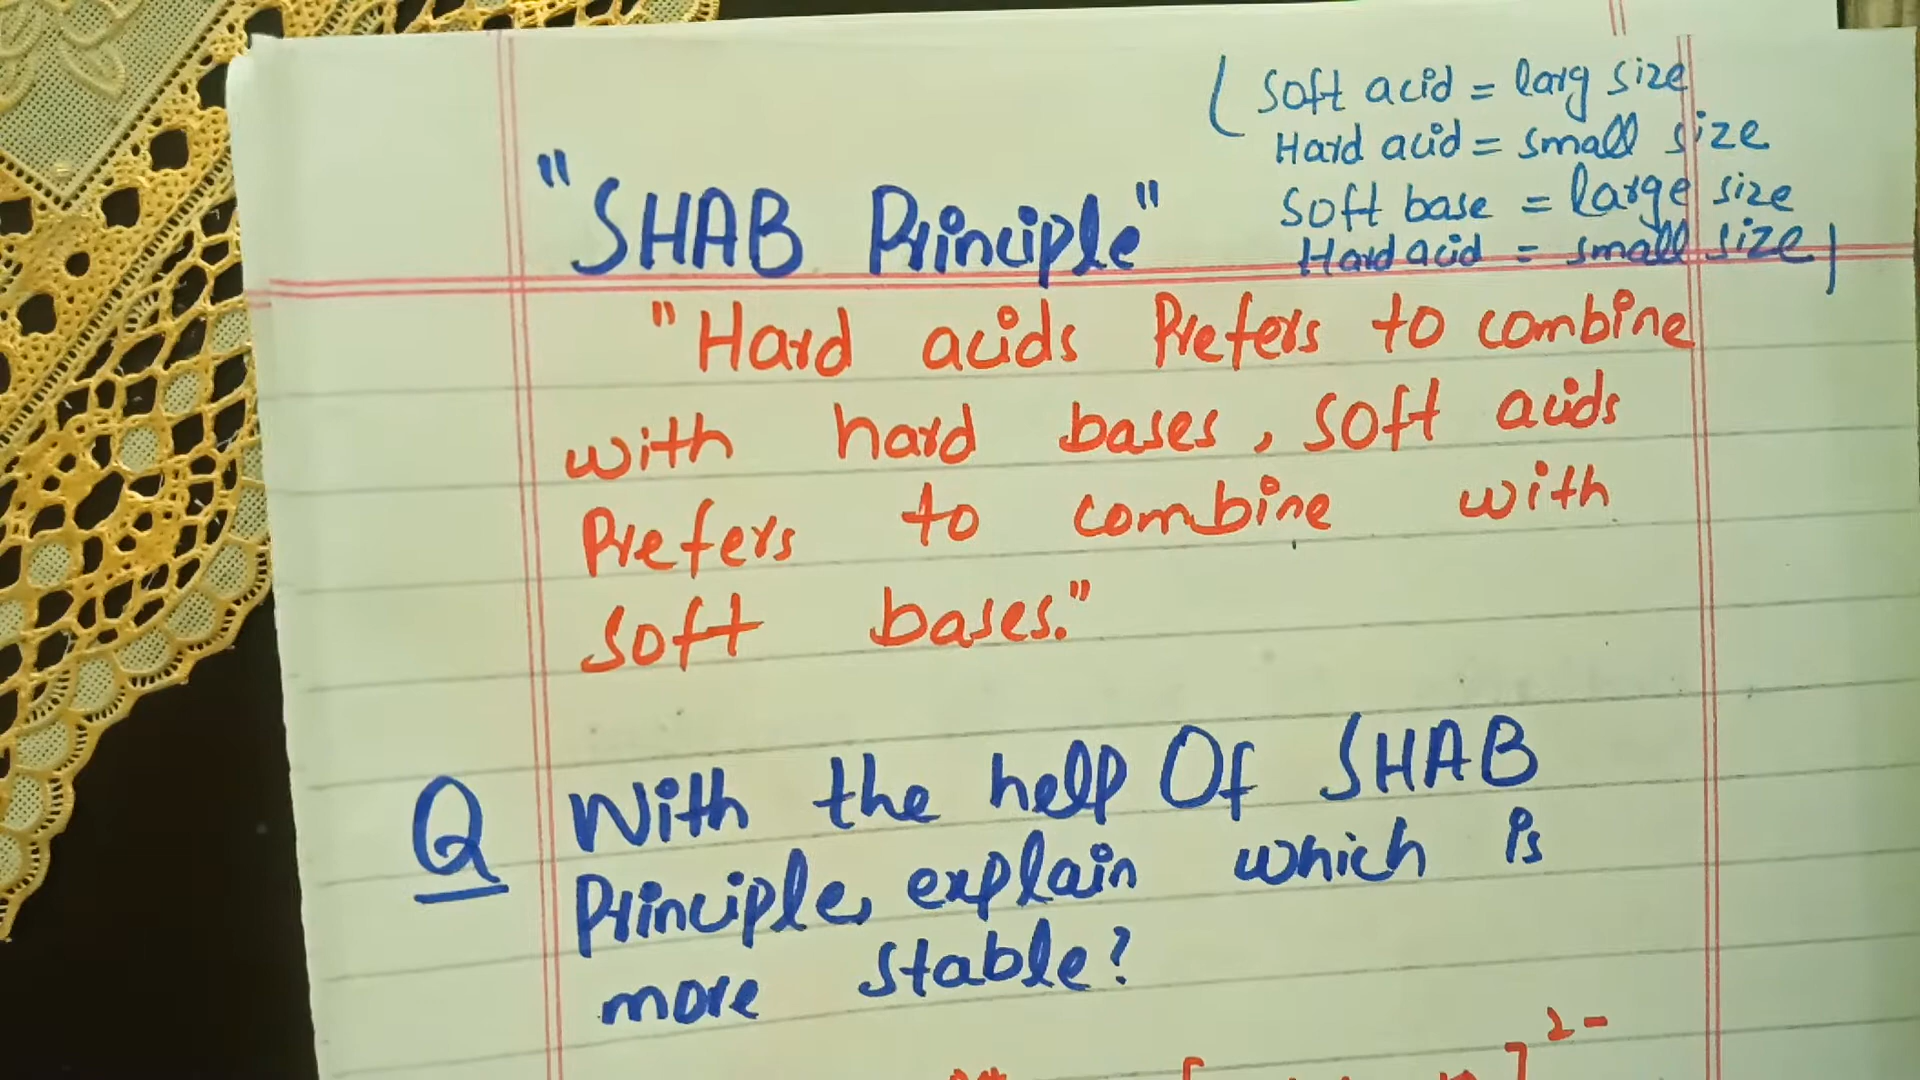 ( Soft acid = larg size
Hard acid = small size
Soft base = large size
Hard acid = small size )
"SHAB Principle"
"Hard acids Prefers to combine
with hard bases, soft acids
Prefers to combine with
soft bases."
Q With the help Of SHAB
Principle, explain which is
more stable?
2-